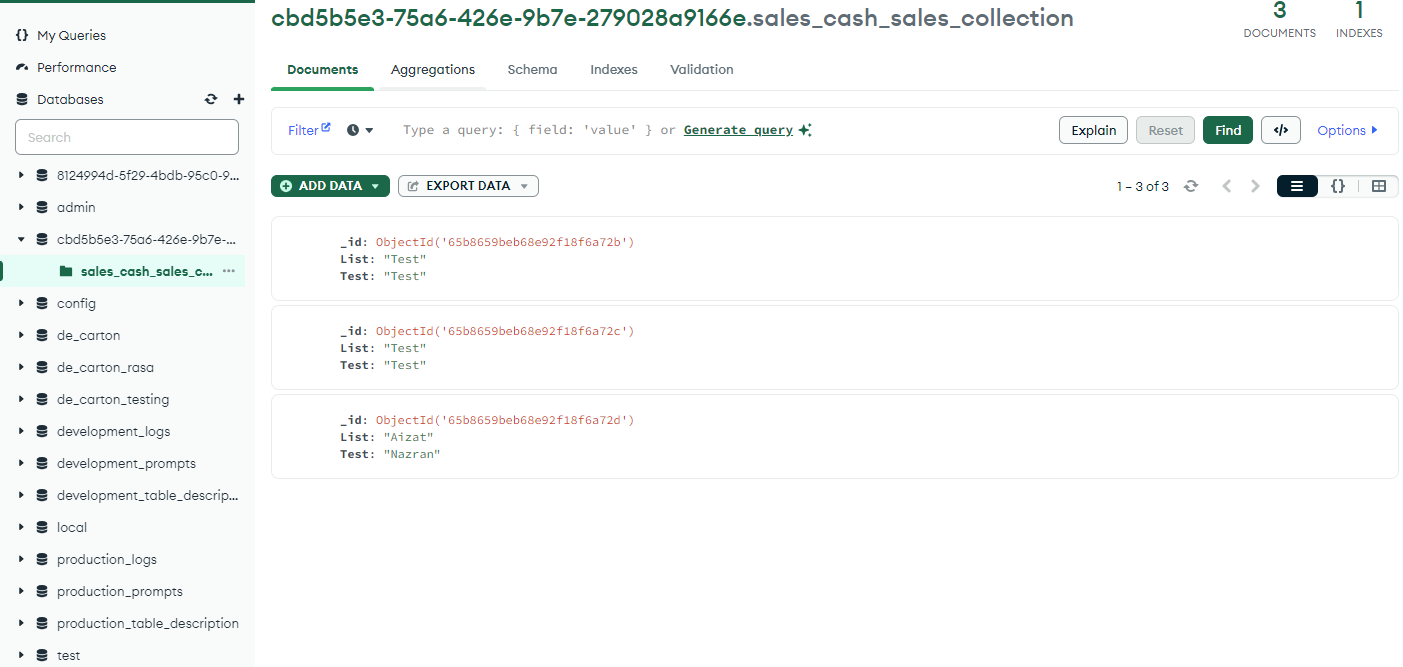 My Queries
Performance
Databases
Search
8124994d-5f29-4bdb-95c0-9...
admin
cbd5b5e3-75a6-426e-9b7e-...
sales_cash_sales_c...
config
de_carton
de_carton_rasa
de_carton_testing
development_logs
development_prompts
development_table_descrip...
local
production_logs
production_prompts
production_table_description
test
cbd5b5e3-75a6-426e-9b7e-279028a9166e.sales_cash_sales_collection
3
DOCUMENTS
1
INDEXES
Documents Aggregations Schema Indexes Validation
Filter Type a query: { field: 'value' } or Generate query Explain Reset Find </> Options
ADD DATA EXPORT DATA 1 – 3 of 3 {}
_id: ObjectId('65b8659beb68e92f18f6a72b')
List: "Test"
Test: "Test"
_id: ObjectId('65b8659beb68e92f18f6a72c')
List: "Test"
Test: "Test"
_id: ObjectId('65b8659beb68e92f18f6a72d')
List: "Aizat"
Test: "Nazran"